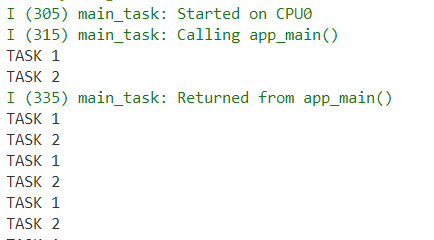 I (305) main_task: Started on CPU0
I (315) main_task: Calling app_main()
TASK 1
TASK 2
I (335) main_task: Returned from app_main()
TASK 1
TASK 2
TASK 1
TASK 2
TASK 1
TASK 2